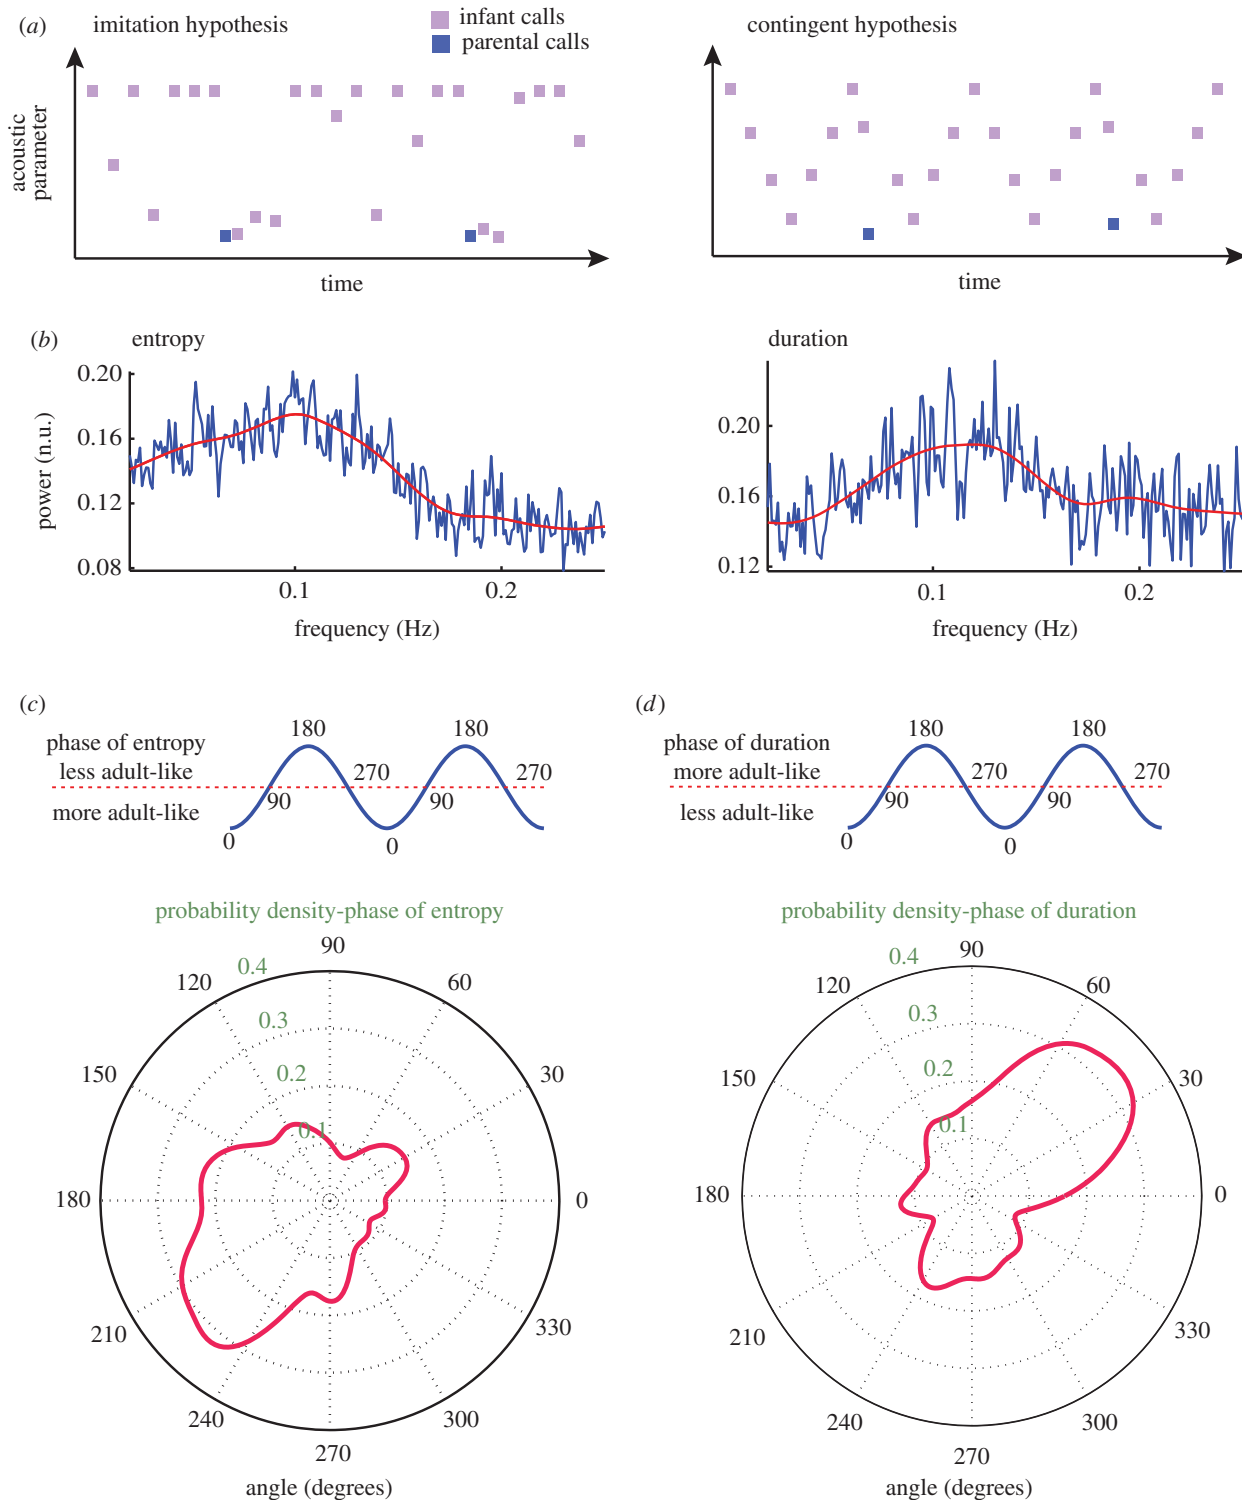 (a) imitation hypothesis
infant calls
parental calls
contingent hypothesis
acoustic
parameter
time
time
(b) entropy
duration
power (n.u.)
0.20
0.16
0.12
0.08
0.1 0.2
frequency (Hz)
0.20
0.16
0.12
0.1 0.2
frequency (Hz)
(c)
phase of entropy
less adult-like
more adult-like
180 180
270 270
90 90
0 0
probability density-phase of entropy
90
120 60
150 30
180 0
210 330
240 300
270
0.4
0.3
0.2
0.1
angle (degrees)
(d)
phase of duration
more adult-like
less adult-like
180 180
270 270
90 90
0 0
probability density-phase of duration
90
120 60
150 30
180 0
210 330
240 300
270
0.4
0.3
0.2
0.1
angle (degrees)